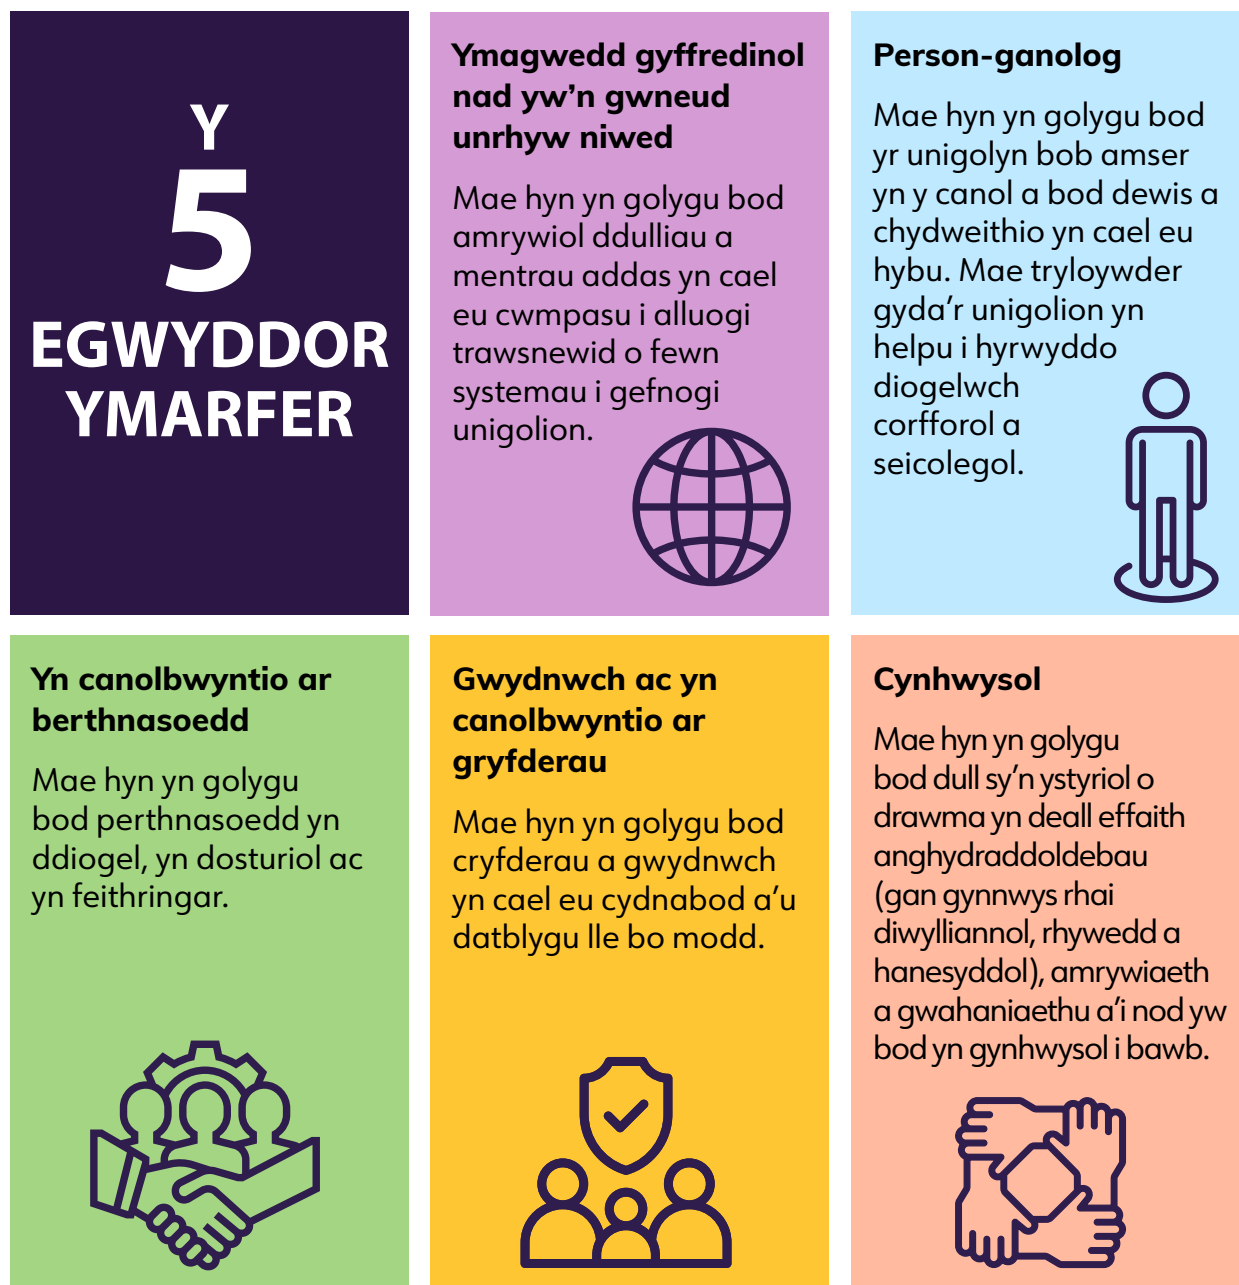 Y
5
EGWYDDOR
YMARFER
Ymagwedd gyffredinol
nad yw’n gwneud
unrhyw niwed
Mae hyn yn golygu bod
amrywiol ddulliau a
mentrau addas yn cael
eu cwmpasu i alluogi
trawsnewid o fewn
systemau i gefnogi
unigolion.
Person-ganolog
Mae hyn yn golygu bod
yr unigolyn bob amser
yn y canol a bod dewis a
chydweithio yn cael eu
hybu. Mae tryloywder
gyda’r unigolion yn
helpu i hyrwyddo
diogelwch
corfforol a
seicolegol.
Yn canolbwyntio ar
berthnasoedd
Mae hyn yn golygu
bod perthnasoedd yn
ddiogel, yn dosturiol ac
yn feithringar.
Gwydnwch ac yn
canolbwyntio ar
gryfderau
Mae hyn yn golygu bod
cryfderau a gwydnwch
yn cael eu cydnabod a’u
datblygu lle bo modd.
Cynhwysol
Mae hyn yn golygu
bod dull sy’n ystyriol o
drawma yn deall effaith
anghydraddoldebau
(gan gynnwys rhai
diwylliannol, rhywedd a
hanesyddol), amrywiaeth
a gwahaniaethu a’i nod yw
bod yn gynhwysol i bawb.